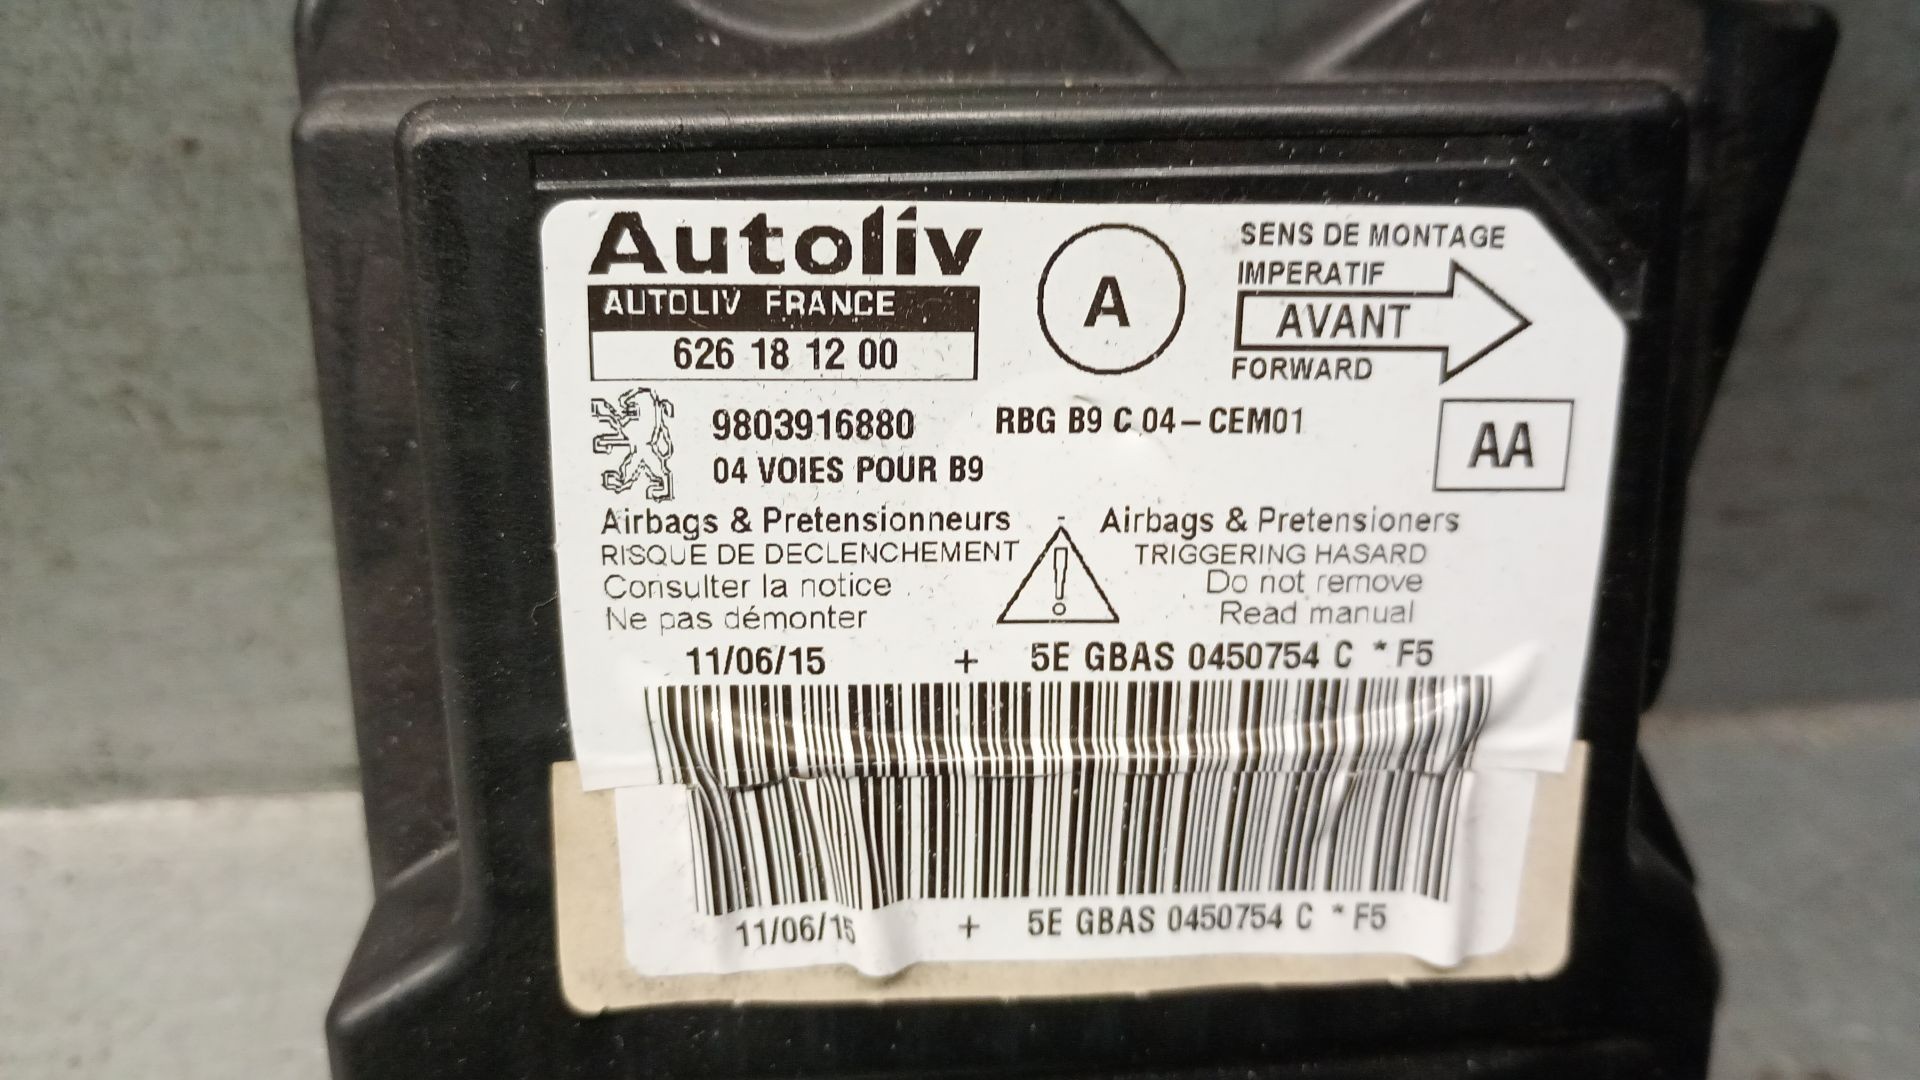 Autoliv
AUTOLIV FRANCE
626 18 12 00
A
SENS DE MONTAGE
IMPERATIF
AVANT
FORWARD
9803916880
RBG B9 C 04-CEM01
04 VOIES POUR B9
AA
Airbags & Pretensionneurs - Airbags & Pretensioners
RISQUE DE DECLENCHEMENT
TRIGGERING HASARD
Consulter la notice
Do not remove
Ne pas démonter
Read manual
11/06/15 + 5E GBAS 0450754 C *F5
11/06/15 + 5E GBAS 0450754 C *F5